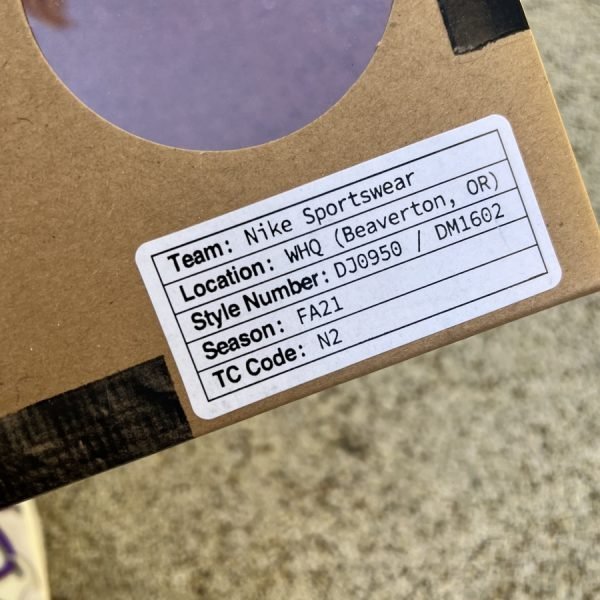 Team: Nike Sportswear
Location: WHQ (Beaverton, OR)
Style Number: DJ0950 / DM1602
Season: FA21
TC Code: N2